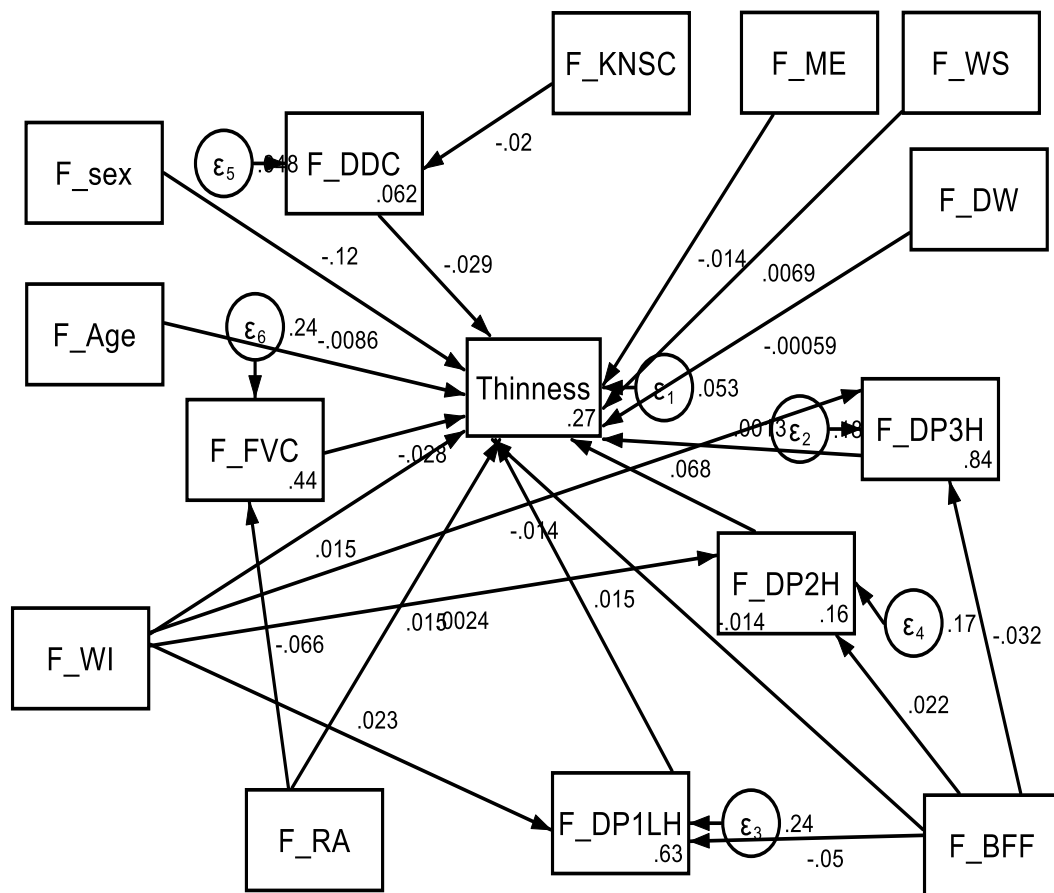 F_KNSC
F_ME
F_WS
F_sex
ε5
.048
F_DDC
.062
-.02
F_DW
-.12
-.029
-.014
.0069
F_Age
ε6
.24
-.0086
-.00059
Thinness
.27
ε1
.053
F_FVC
.44
-.028
.0013
ε2
F_DP3H
.84
.068
.015
-.014
F_DP2H
.16
.015
.0024
.015
-.014
ε4
.17
-.032
F_WI
-.066
.023
.022
F_RA
F_DP1LH
.63
ε3
.24
-.05
F_BFF